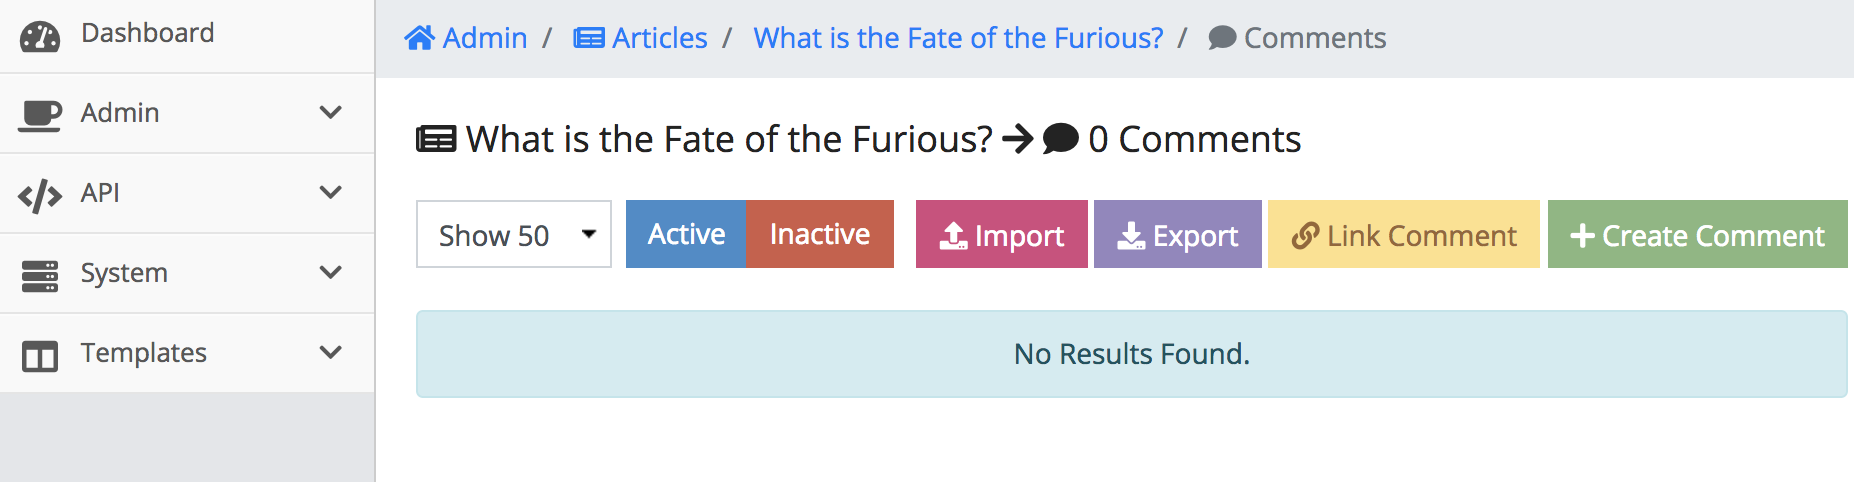 Dashboard
Admin
API
System
Templates
Admin / Articles / What is the Fate of the Furious? / Comments
What is the Fate of the Furious? → 0 Comments
Show 50 Active Inactive Import Export Link Comment Create Comment
No Results Found.